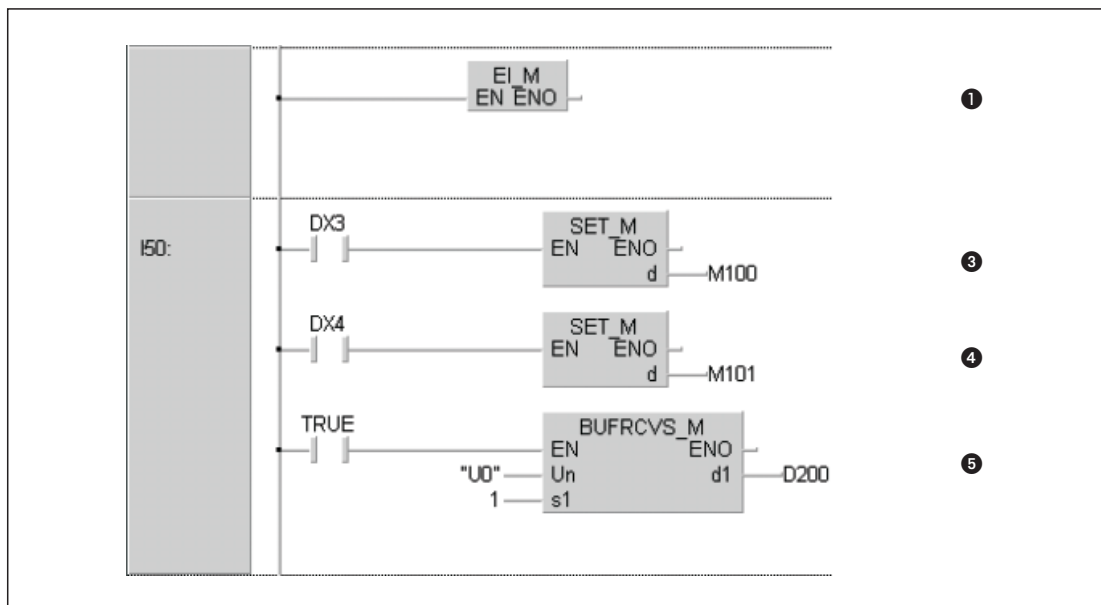 EI_M
EN ENO
❶
I50:
DX3
SET_M
EN ENO
d M100
❸
DX4
SET_M
EN ENO
d M101
❹
TRUE
BUFRCVS_M
EN ENO
"U0" Un d1 D200
1 s1
❺